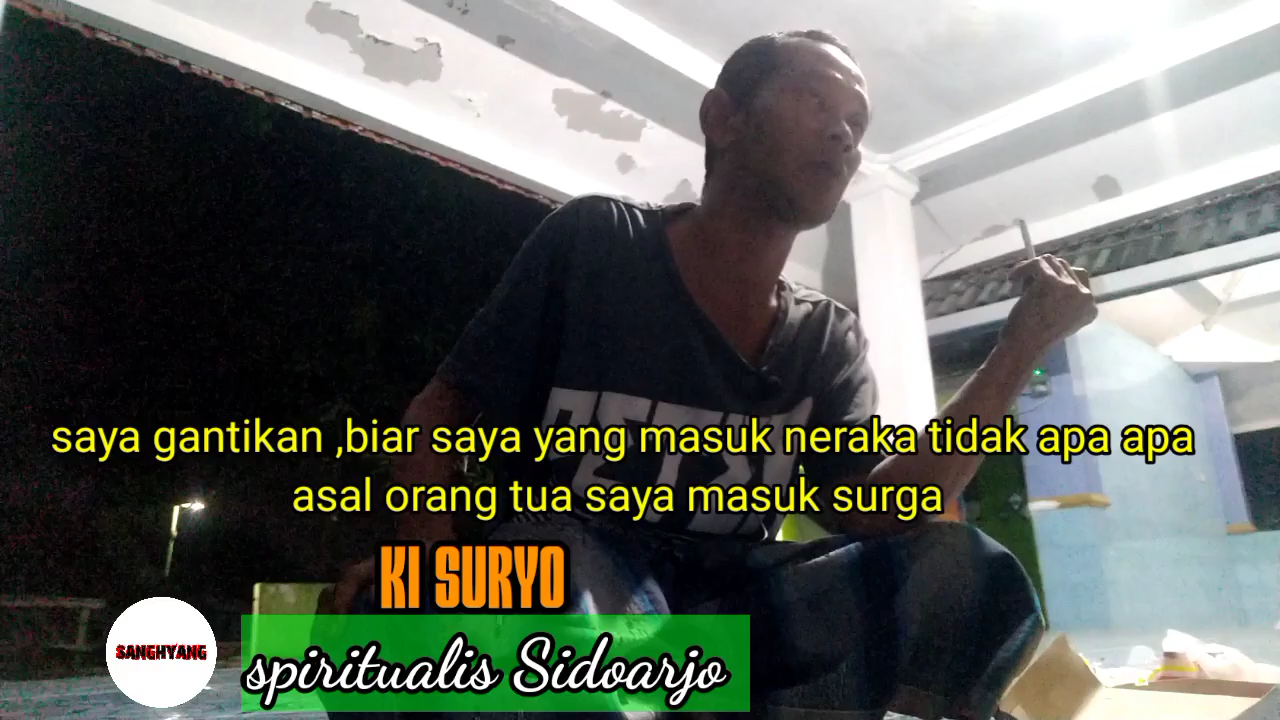 saya gantikan ,biar saya yang masuk neraka tidak apa apa
asal orang tua saya masuk surga
KI SURYO
SANGHYANG
spiritualis Sidoarjo